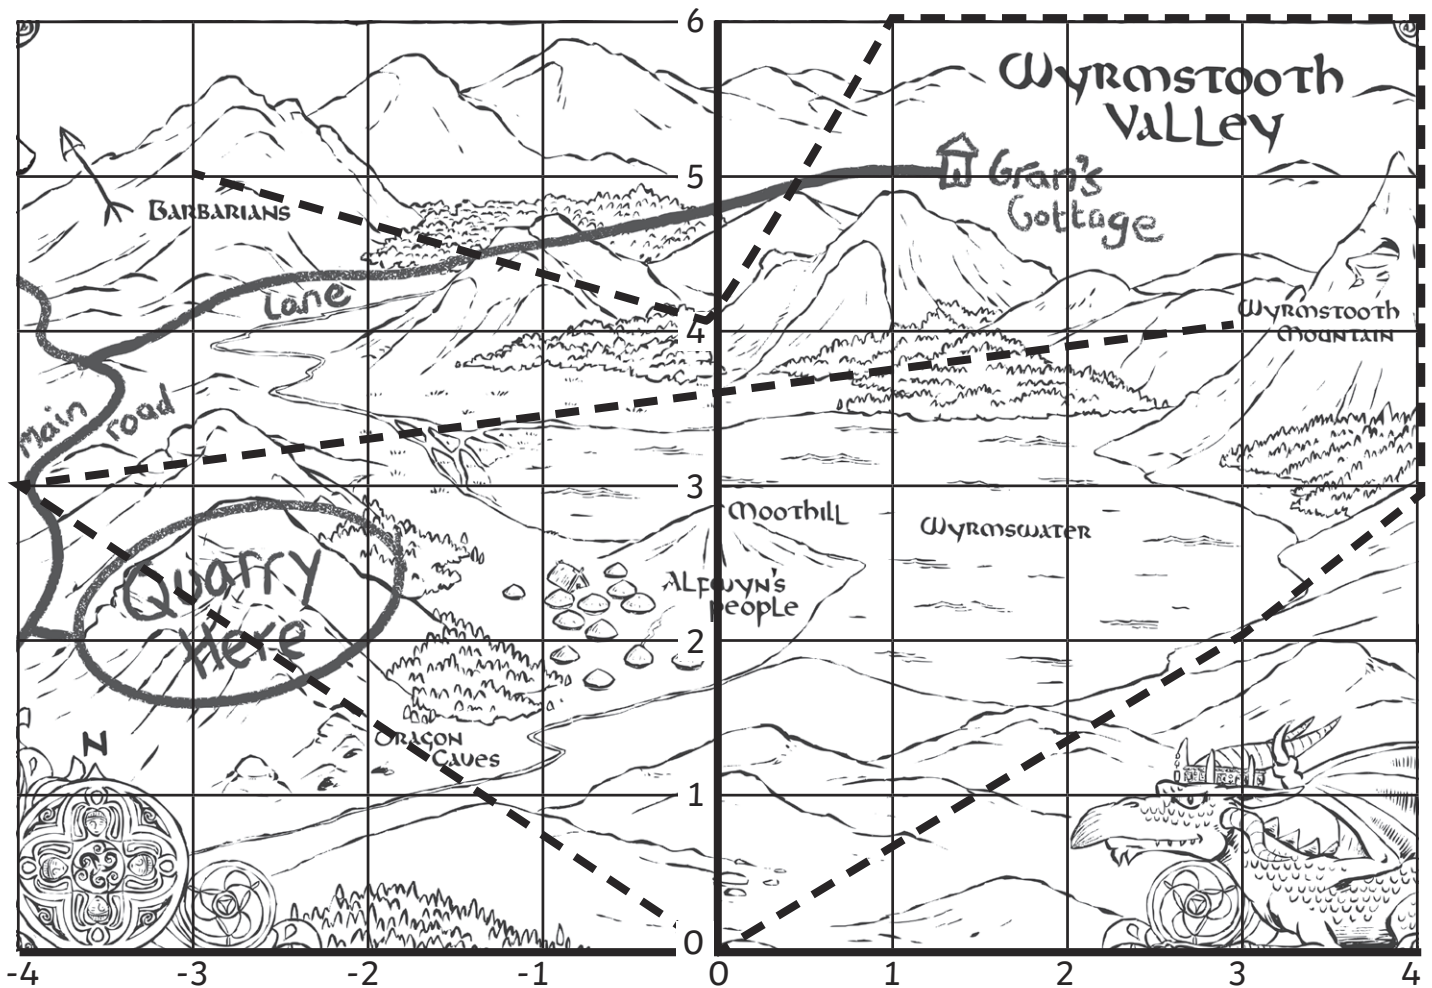 6
Wyrmstooth
Valley
5
Gran's
Cottage
Barbarians
Lane
Wyrmstooth
Mountain
4
Main road
3
Moothill
Wyrmswater
Quarry
Here
Alfwyn's
People
2
Dragon
Caves
N
1
0
-4 -3 -2 -1 0 1 2 3 4